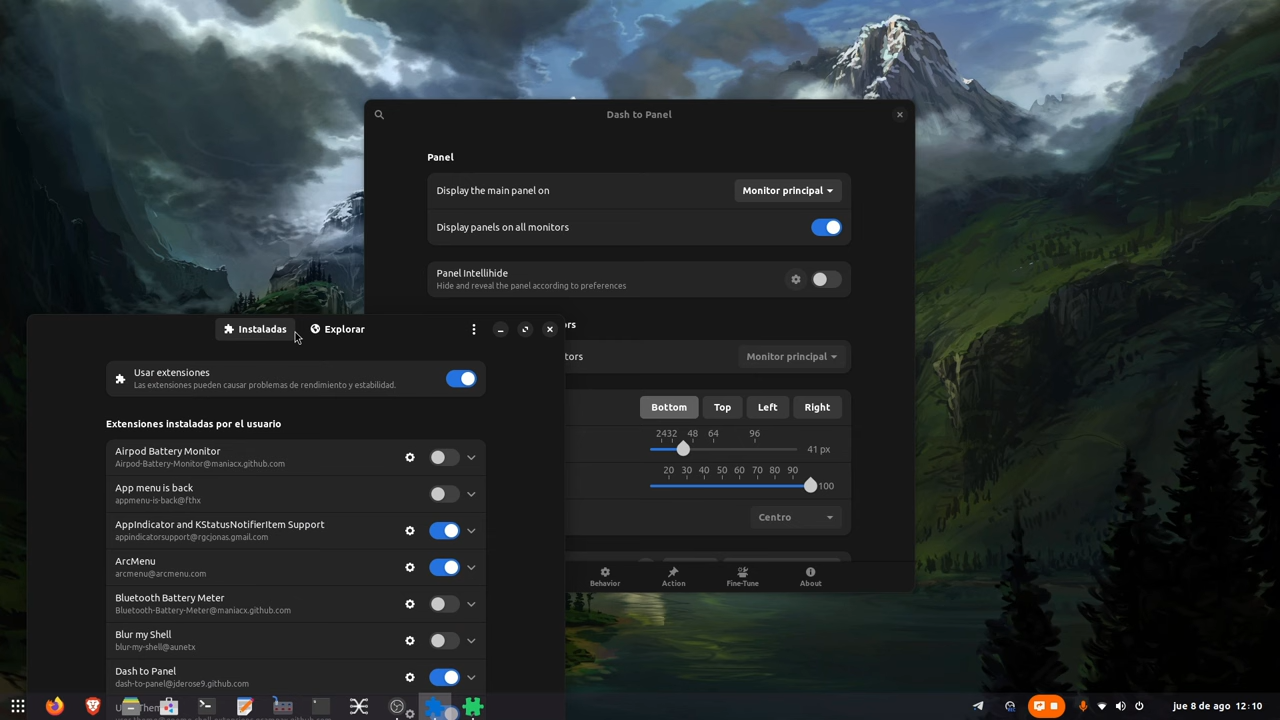 Dash to Panel
Panel
Display the main panel on
Monitor principal
Display panels on all monitors
Panel Intellihide
Hide and reveal the panel according to preferences
ors
tors
Monitor principal
Bottom
Top
Left
Right
24 32 48 64 96
41 px
20 30 40 50 60 70 80 90
100
Centro
Behavior
Action
Fine-Tune
About
Instaladas
Explorar
Usar extensiones
Las extensiones pueden causar problemas de rendimiento y estabilidad.
Extensiones instaladas por el usuario
Airpod Battery Monitor
Airpod-Battery-Monitor@maniacx.github.com
App menu is back
appmenu-is-back@fthx
AppIndicator and KStatusNotifierItem Support
appindicatorsupport@rgcjonas.gmail.com
ArcMenu
arcmenu@arcmenu.com
Bluetooth Battery Meter
Bluetooth-Battery-Meter@maniacx.github.com
Blur my Shell
blur-my-shell@aunetx
Dash to Panel
dash-to-panel@jderose9.github.com
jue 8 de ago 12:10